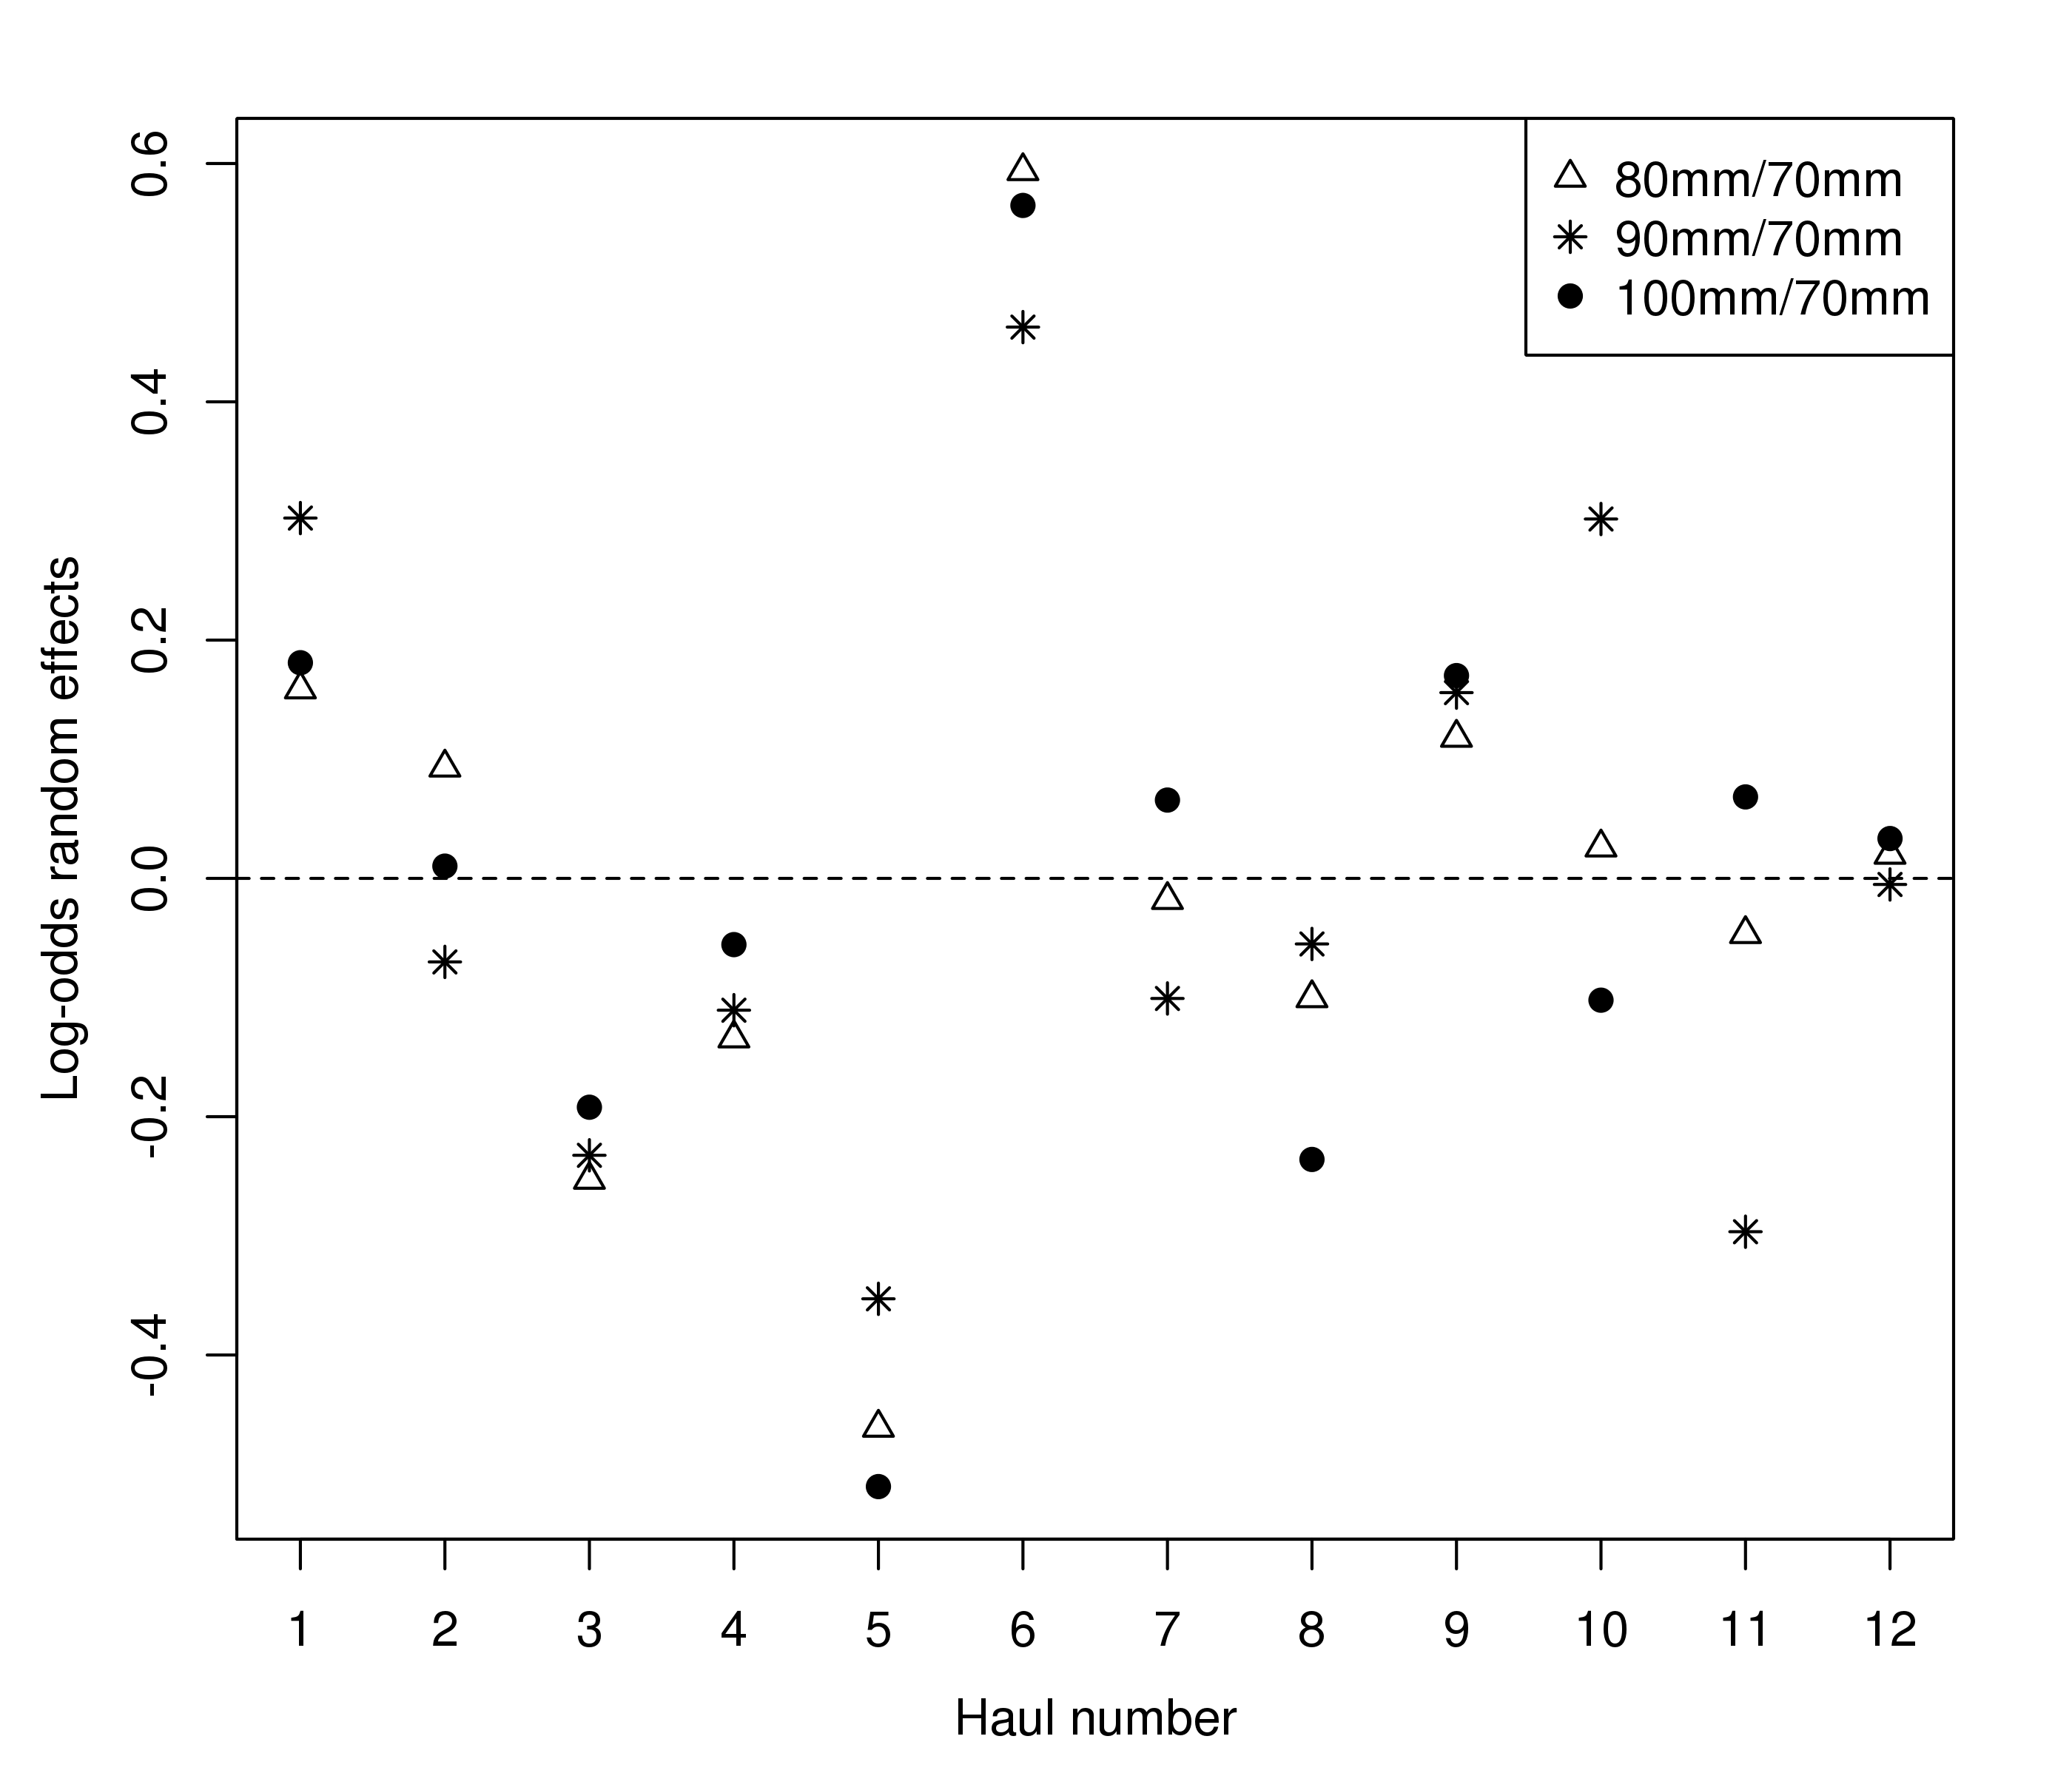 80mm/70mm
90mm/70mm
100mm/70mm
Log-odds random effects
0.6
0.4
0.2
0.0
-0.2
-0.4
1 2 3 4 5 6 7 8 9 10 11 12
Haul number